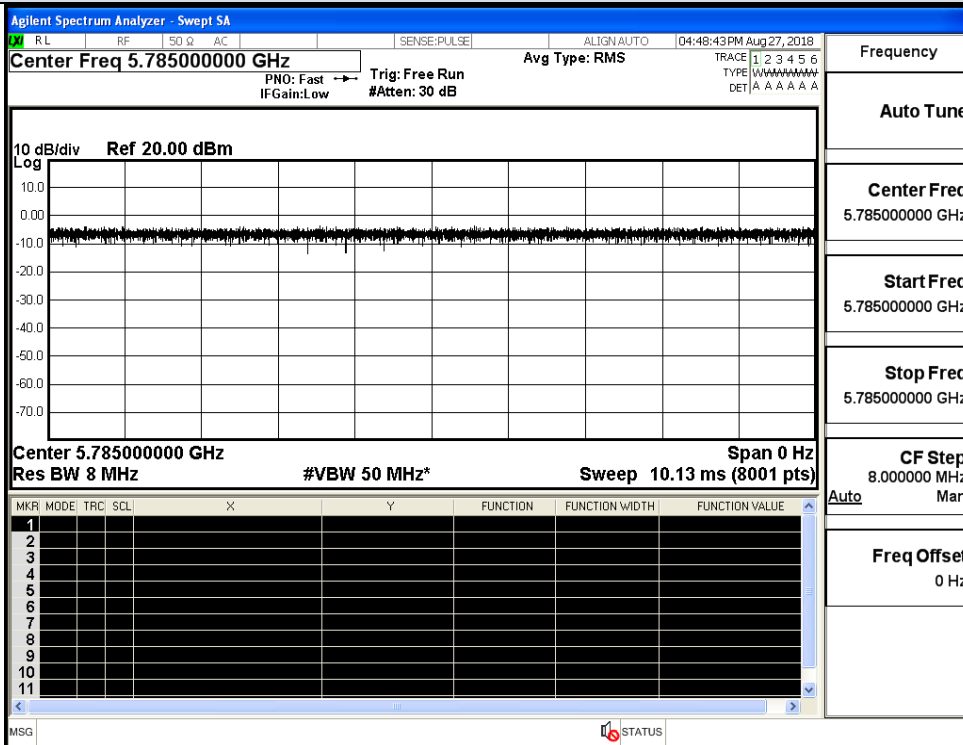 Agilent Spectrum Analyzer - Swept SA
LXI RL RF 50 Ω AC SENSE:PULSE ALIGN AUTO 04:48:43 PM Aug 27, 2018
Center Freq 5.785000000 GHz
PNO: Fast
IFGain:Low
Trig: Free Run
#Atten: 30 dB
Avg Type: RMS
TRACE 1 2 3 4 5 6
TYPE WWWWWW
DET A A A A A A
10 dB/div Ref 20.00 dBm
Log
10.0
0.00
-10.0
-20.0
-30.0
-40.0
-50.0
-60.0
-70.0
Center 5.785000000 GHz Span 0 Hz
Res BW 8 MHz #VBW 50 MHz* Sweep 10.13 ms (8001 pts)
MKR MODE TRC SCL X Y FUNCTION FUNCTION WIDTH FUNCTION VALUE
1
2
3
4
5
6
7
8
9
10
11
MSG STATUS
Frequency
Auto Tune
Center Freq
5.785000000 GHz
Start Freq
5.785000000 GHz
Stop Freq
5.785000000 GHz
CF Step
8.000000 MHz
Auto Man
Freq Offset
0 Hz